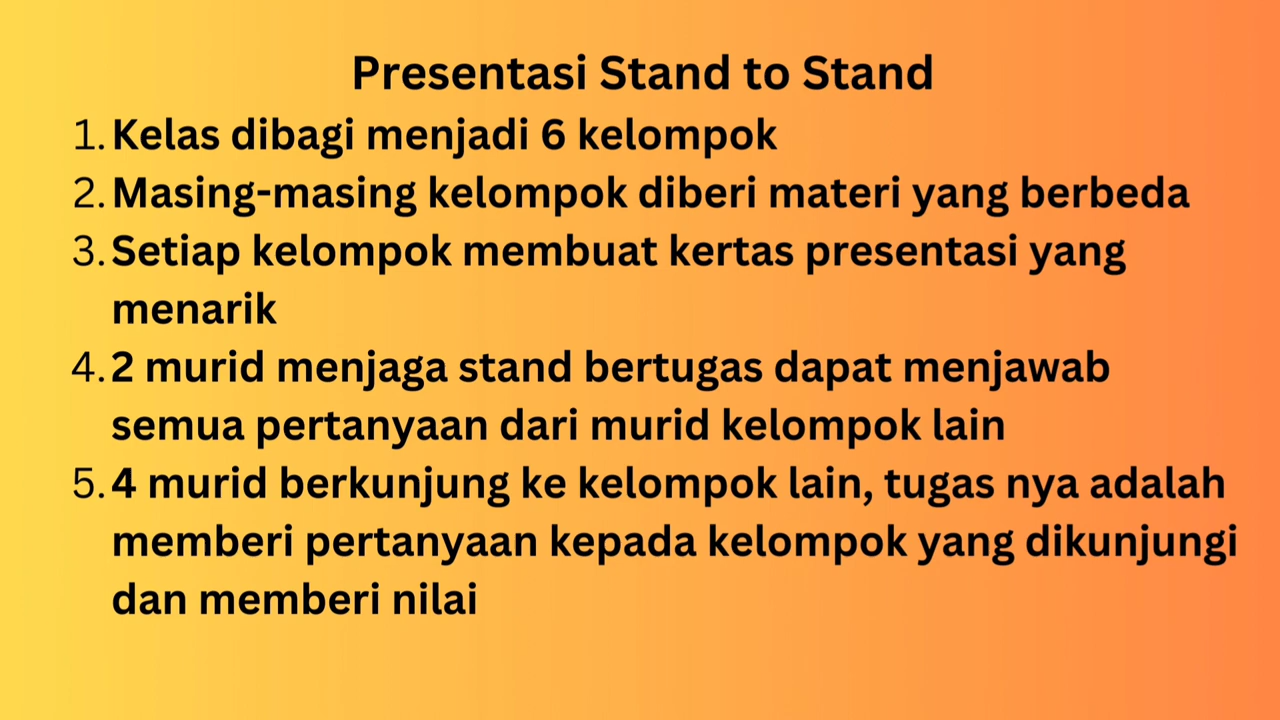 Presentasi Stand to Stand
1. Kelas dibagi menjadi 6 kelompok
2. Masing-masing kelompok diberi materi yang berbeda
3. Setiap kelompok membuat kertas presentasi yang
menarik
4. 2 murid menjaga stand bertugas dapat menjawab
semua pertanyaan dari murid kelompok lain
5. 4 murid berkunjung ke kelompok lain, tugas nya adalah
memberi pertanyaan kepada kelompok yang dikunjungi
dan memberi nilai